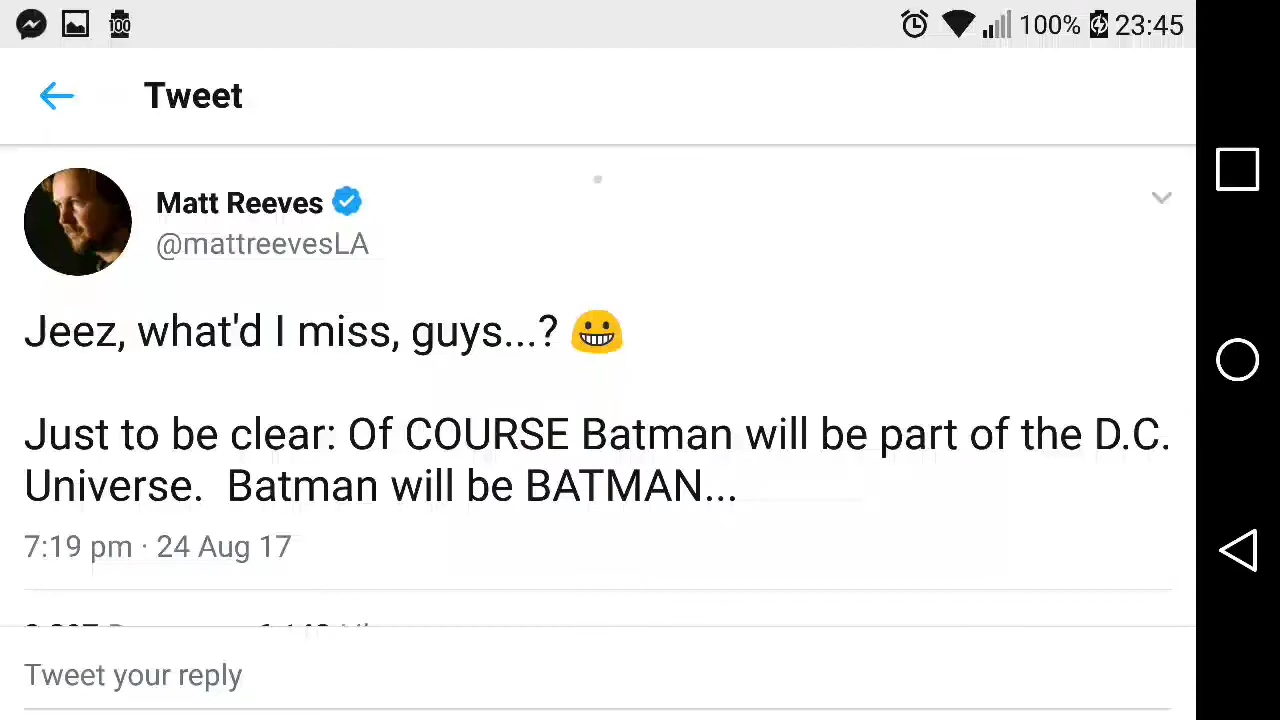 100 100% 23:45
Tweet
Matt Reeves
@mattreevesLA
Jeez, what'd I miss, guys...? 😬
Just to be clear: Of COURSE Batman will be part of the D.C.
Universe.  Batman will be BATMAN...
7:19 pm · 24 Aug 17
Tweet your reply